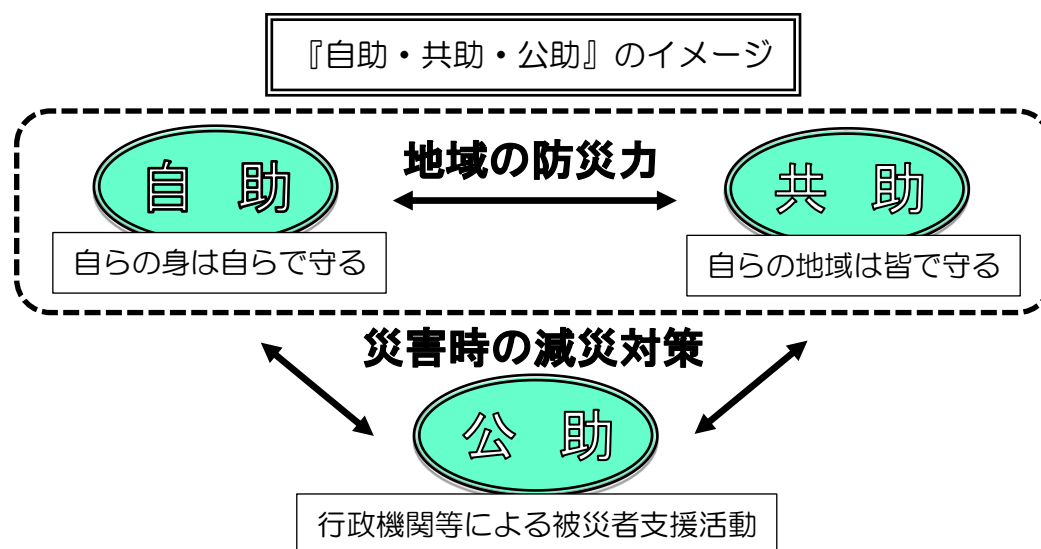 『自助・共助・公助』のイメージ
地域の防災力
自　助
共　助
自らの身は自らで守る
自らの地域は皆で守る
災害時の減災対策
公　助
行政機関等による被災者支援活動